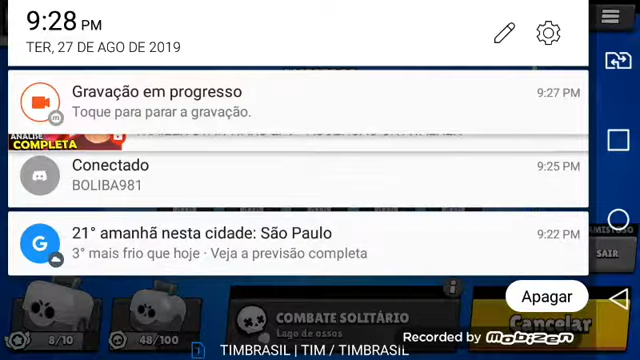 9:28 PM
TER, 27 DE AGO DE 2019
Gravação em progresso
9:27 PM
Toque para parar a gravação.
ANÁLISE
COMPLETA
Conectado
9:25 PM
BOLIBA981
21° amanhã nesta cidade: São Paulo
9:22 PM
3° mais frio que hoje · Veja a previsão completa
SAIR
Apagar
8/10
48/100
COMBATE SOLITÁRIO
Lago de ossos
Cancelar
Recorded by mobizen
TIMBRASIL | TIM / TIMBRASIL